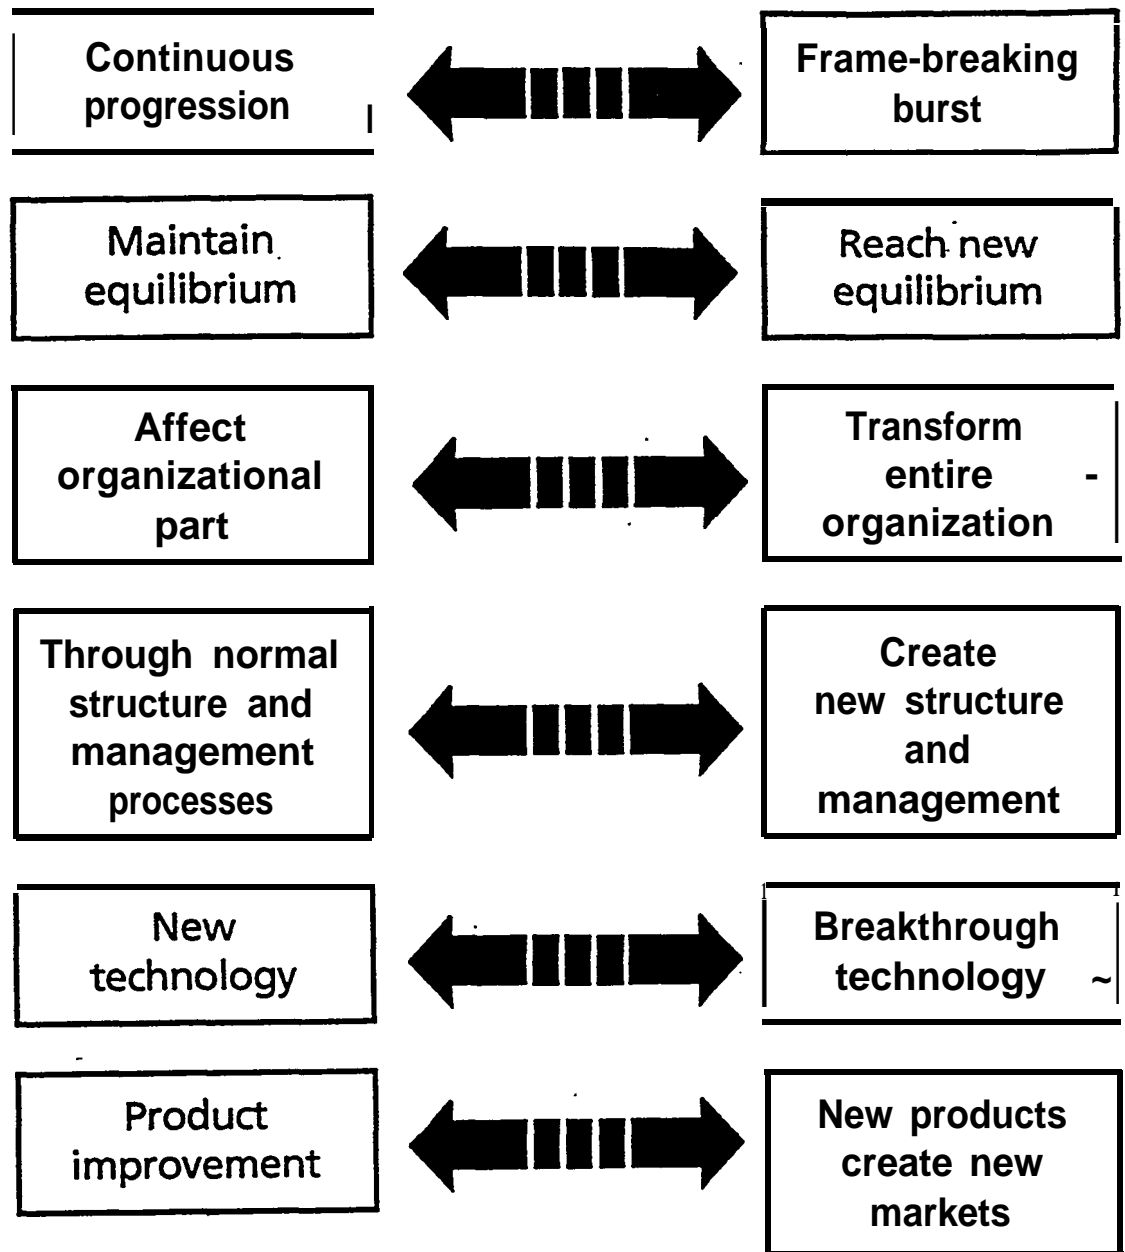 Continuous
progression
Frame-breaking
burst
Maintain
equilibrium
Reach new
equilibrium
Affect
organizational
part
Transform
entire
organization
Through normal
structure and
management
processes
Create
new structure
and
management
New
technology
Breakthrough
technology
Product
improvement
New products
create new
markets